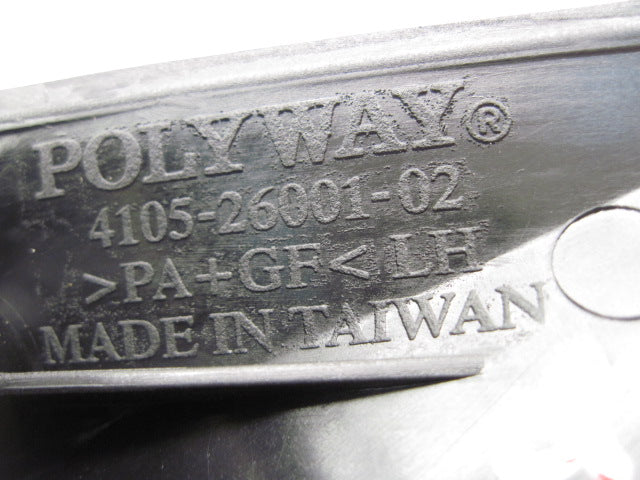 POLYWAY®
4105-26001-02
>PA+GF< LH
MADE IN TAIWAN